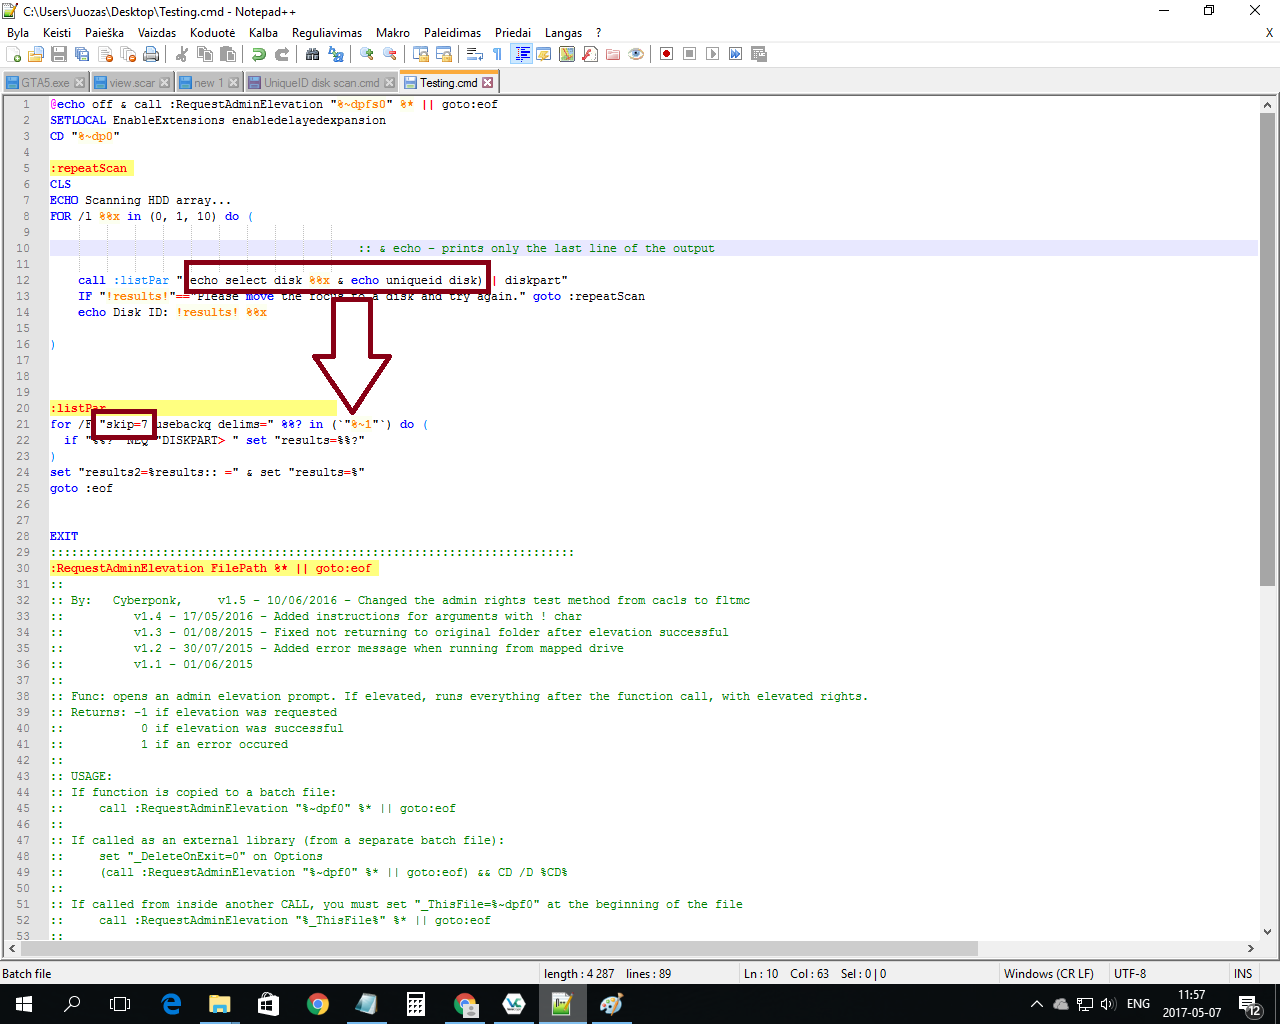 C:\Users\Juozas\Desktop\Testing.cmd - Notepad++
Byla Keisti Paieška Vaizdas Koduotė Kalba Reguliavimas Makro Paleidimas Priedai Langas ? X
GTA5.exe view.scar new 1 UniqueID disk scan.cmd Testing.cmd
1 @echo off & call :RequestAdminElevation "%~dpfs0" %* || goto:eof
2 SETLOCAL EnableExtensions enabledelayedexpansion
3 CD "%~dp0"
4
5 :repeatScan
6 CLS
7 ECHO Scanning HDD array...
8 FOR /l %%x in (0, 1, 10) do (
9
10 :: & echo - prints only the last line of the output
11
12 call :listPar "(echo select disk %%x & echo uniqueid disk) | diskpart"
13 IF "!results!"=="Please move the focus to a disk and try again." goto :repeatScan
14 echo Disk ID: !results! %%x
15
16 )
17
18
19
20 :listPar
21 for /F "skip=7 usebackq delims=" %%? in (`"%~1"`) do (
22 if "%%?" NEQ "DISKPART> " set "results=%%?"
23 )
24 set "results2=%results:: =" & set "results=%"
25 goto :eof
26
27
28 EXIT
29 :::::::::::::::::::::::::::::::::::::::::::::::::::::::::::::::::::::::::::
30 :RequestAdminElevation FilePath %* || goto:eof
31 ::
32 :: By: Cyberponk, v1.5 - 10/06/2016 - Changed the admin rights test method from cacls to fltmc
33 :: v1.4 - 17/05/2016 - Added instructions for arguments with ! char
34 :: v1.3 - 01/08/2015 - Fixed not returning to original folder after elevation successful
35 :: v1.2 - 30/07/2015 - Added error message when running from mapped drive
36 :: v1.1 - 01/06/2015
37 ::
38 :: Func: opens an admin elevation prompt. If elevated, runs everything after the function call, with elevated rights.
39 :: Returns: -1 if elevation was requested
40 :: 0 if elevation was successful
41 :: 1 if an error occured
42 ::
43 :: USAGE:
44 :: If function is copied to a batch file:
45 :: call :RequestAdminElevation "%~dpf0" %* || goto:eof
46 ::
47 :: If called as an external library (from a separate batch file):
48 :: set "_DeleteOnExit=0" on Options
49 :: (call :RequestAdminElevation "%~dpf0" %* || goto:eof) && CD /D %CD%
50 ::
51 :: If called from inside another CALL, you must set "_ThisFile=%~dpf0" at the beginning of the file
52 :: call :RequestAdminElevation "%_ThisFile%" %* || goto:eof
53 ::
Batch file length : 4 287 lines : 89 Ln : 10 Col : 63 Sel : 0 | 0 Windows (CR LF) UTF-8 INS
ENG 11:57
2017-05-07 12